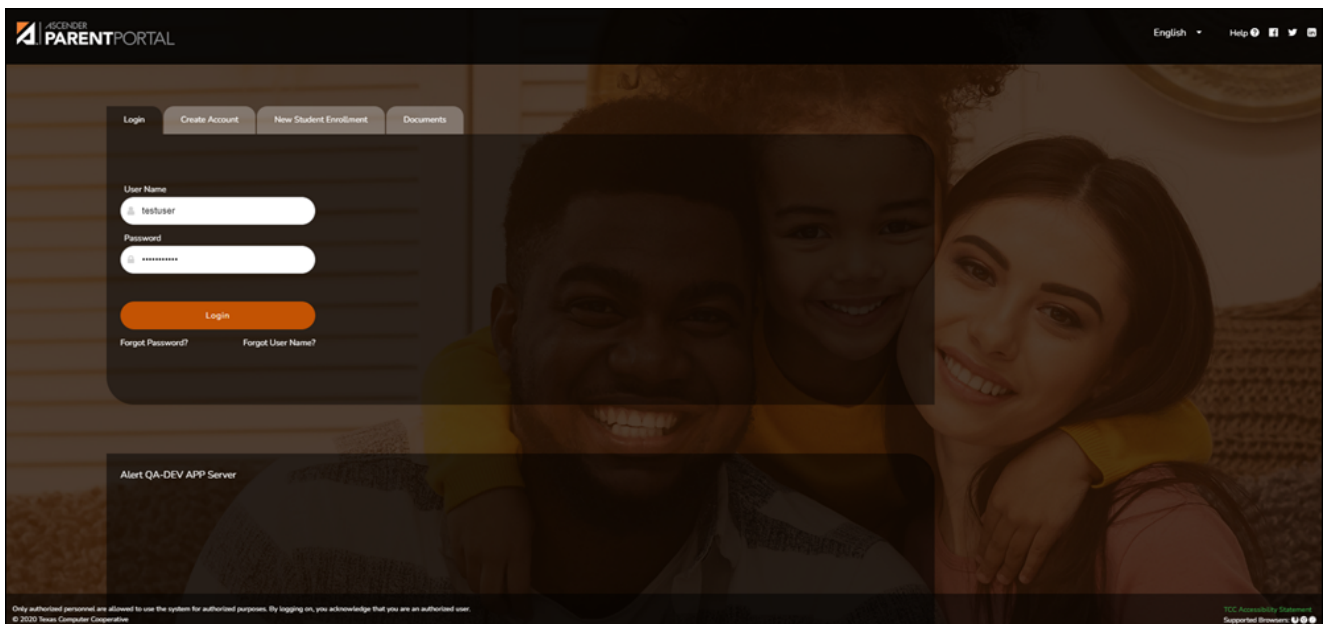 ASCENDER
PARENTPORTAL
English
Help
Login
Create Account
New Student Enrollment
Documents
User Name
testuser
Password
•••••••••••
Login
Forgot Password?
Forgot User Name?
Alert QA-DEV APP Server
Only authorized personnel are allowed to use the system for authorized purposes. By logging on, you acknowledge that you are an authorized user.
© 2020 Texas Computer Cooperative
TCC Accessibility Statement
Supported Browsers: